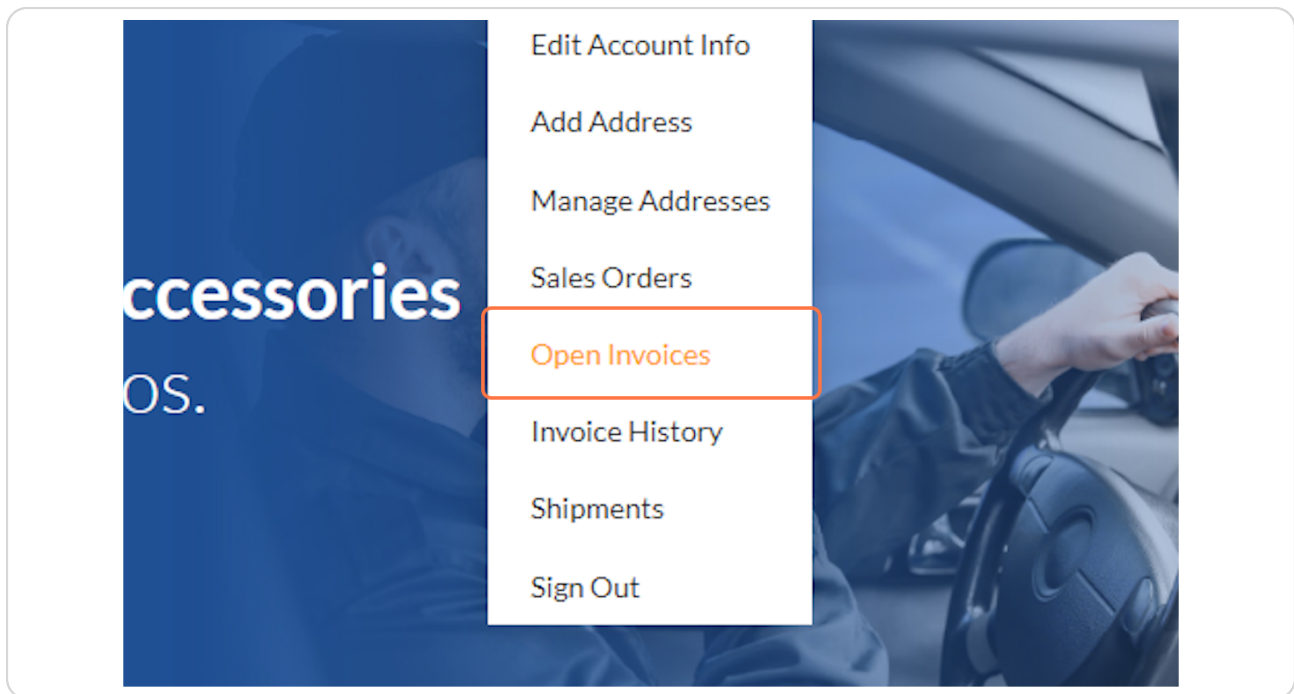 Edit Account Info
Add Address
Manage Addresses
Sales Orders
ccessories
Open Invoices
os.
Invoice History
Shipments
Sign Out